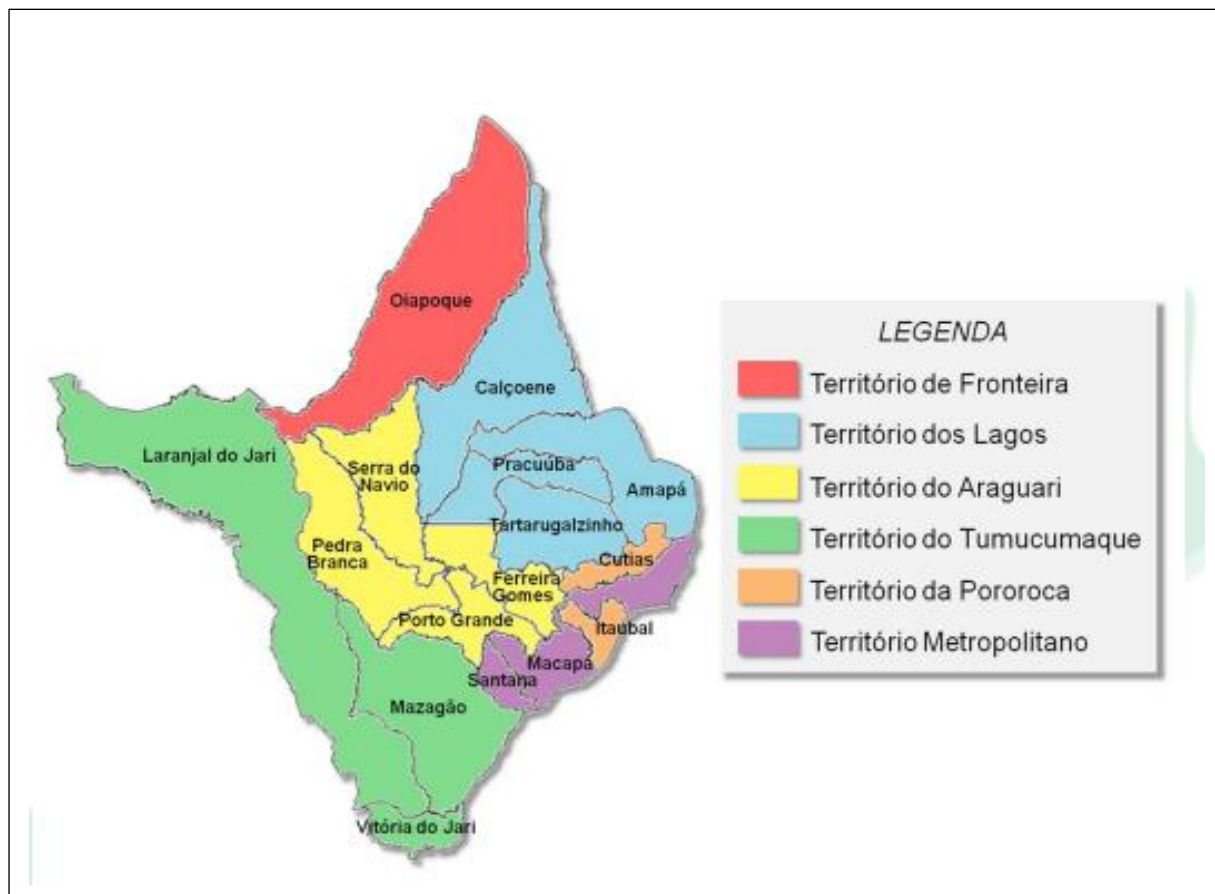 Oiapoque
Calçoene
Laranjal do Jari
Serra do
Navio
Pracuúba
Amapá
Tartarugalzinho
Pedra
Branca
Cutias
Ferreira
Gomes
Porto Grande
Itaúbal
Macapá
Santana
Mazagão
Vitória do Jari
LEGENDA
Território de Fronteira
Território dos Lagos
Território do Araguari
Território do Tumucumaque
Território da Pororoca
Território Metropolitano